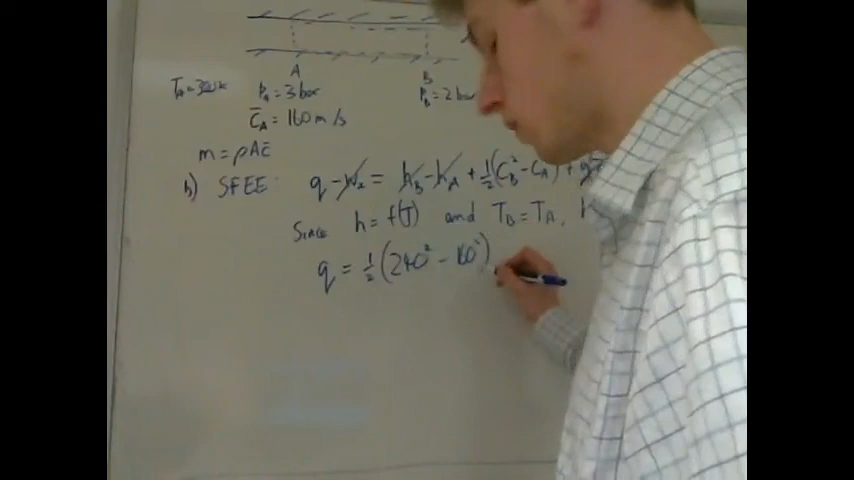 A
B
T_A = 300K
P_A = 3 bar
P_B = 2 bar
C̄_A = 160 m/s
m = ρAC̄
b) SFEE: q - w_x = h_B - h_A + ½(C_B² - C_A) + g
Since h = f(T) and T_B = T_A, h
q = ½(240² - 160²)